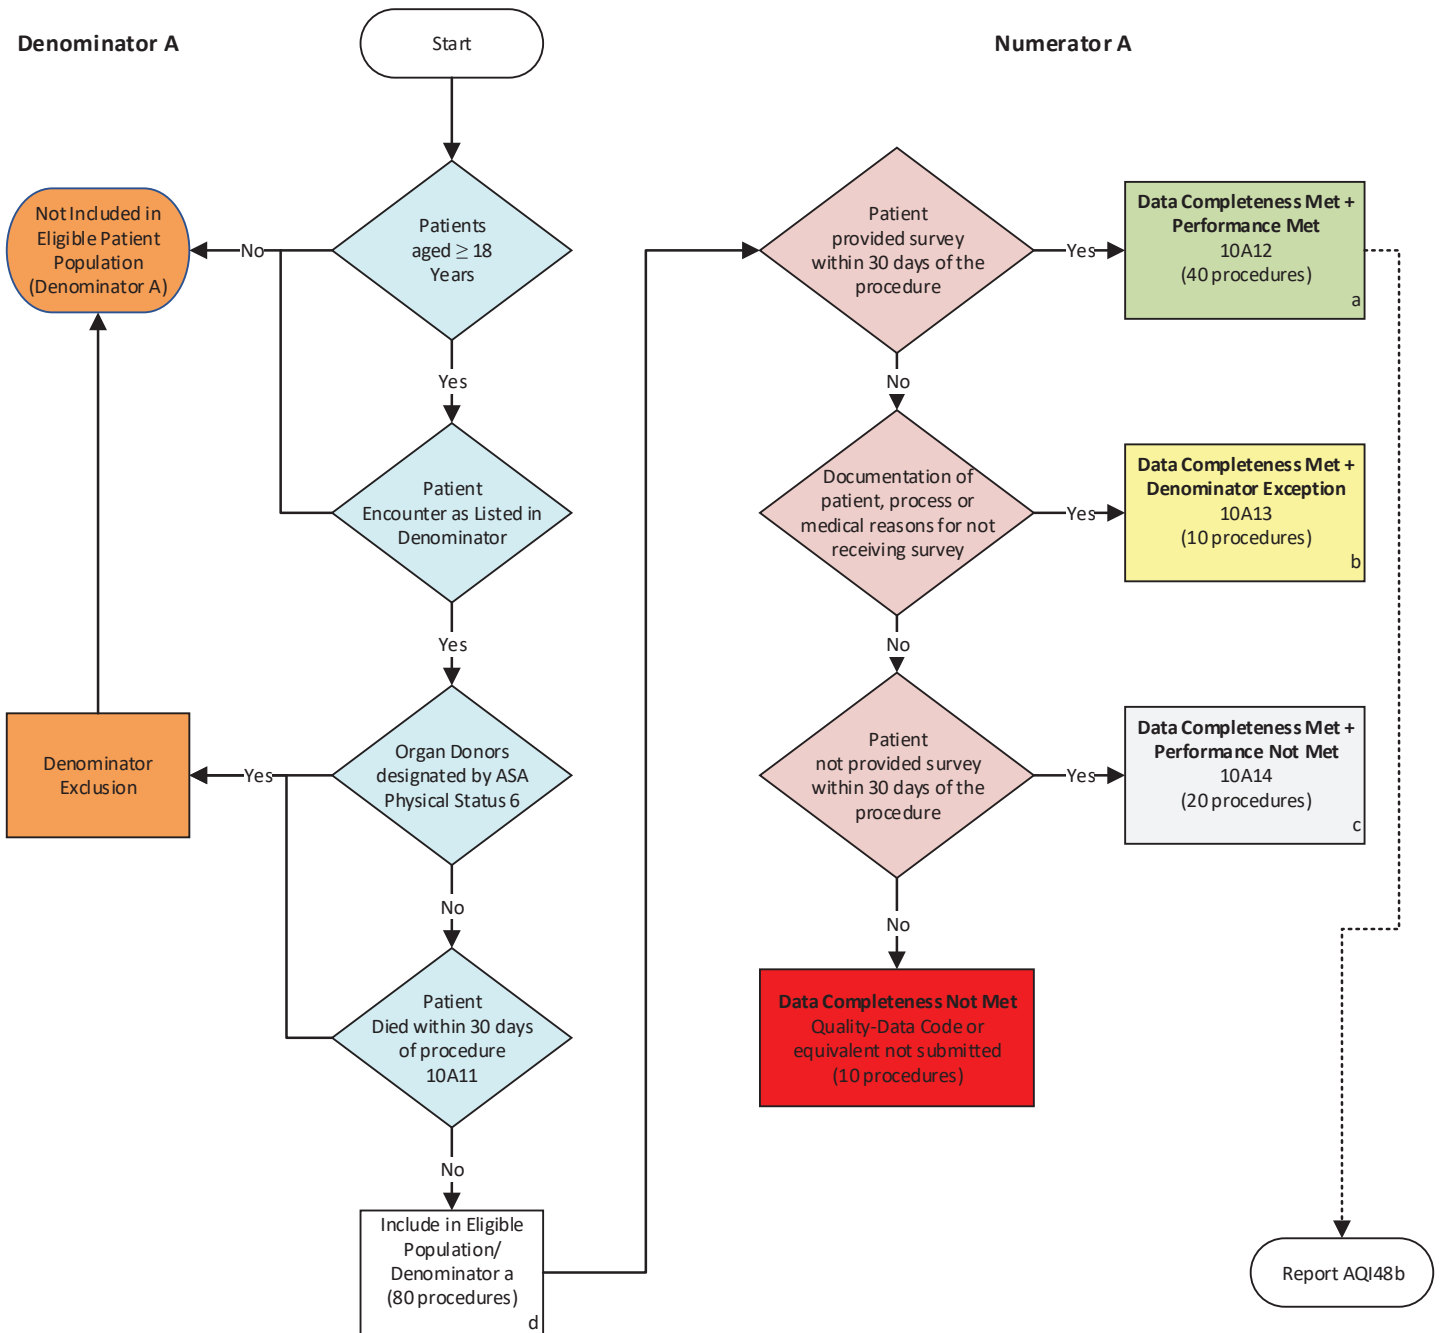 Denominator A
Start
Numerator A
Not Included in
Eligible Patient
Population
(Denominator A)
No
Patients
aged ≥ 18
Years
Yes
Patient
Encounter as Listed in
Denominator
Yes
Denominator
Exclusion
Yes
Organ Donors
designated by ASA
Physical Status 6
No
Patient
Died within 30 days
of procedure
10A11
No
Include in Eligible
Population/
Denominator a
(80 procedures)
d
Patient
provided survey
within 30 days of the
procedure
Yes
Data Completeness Met +
Performance Met
10A12
(40 procedures)
a
No
Documentation of
patient, process or
medical reasons for not
receiving survey
Yes
Data Completeness Met +
Denominator Exception
10A13
(10 procedures)
b
No
Patient
not provided survey
within 30 days of the
procedure
Yes
Data Completeness Met +
Performance Not Met
10A14
(20 procedures)
c
No
Data Completeness Not Met
Quality-Data Code or
equivalent not submitted
(10 procedures)
Report AQI48b